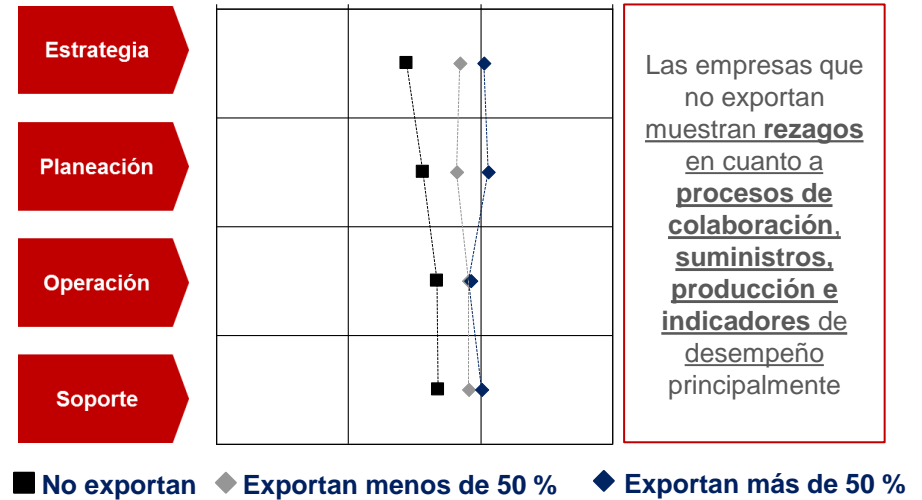 Estrategia
Planeación
Operación
Soporte
Las empresas que
no exportan
muestran rezagos
en cuanto a
procesos de
colaboración,
suministros,
producción e
indicadores de
desempeño
principalmente
No exportan
Exportan menos de 50 %
Exportan más de 50 %